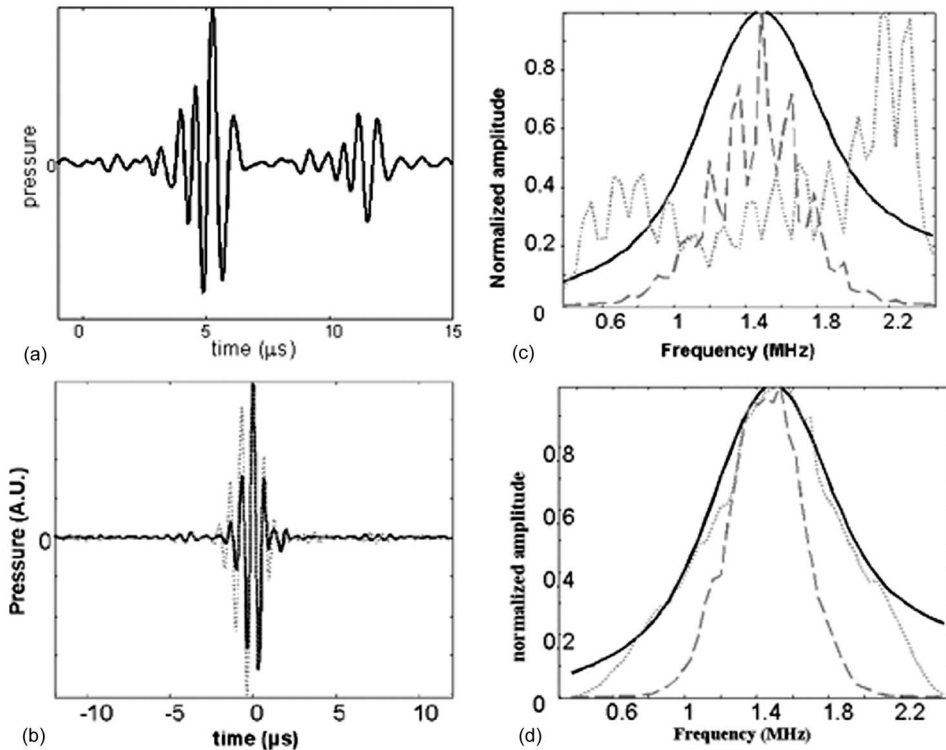 pressure
0
0
5
10
15
time (μs)
(a)
Normalized amplitude
0.8
0.6
0.4
0.2
0
0.6
1
1.4
1.8
2.2
Frequency (MHz)
(c)
Pressure (A.U.)
0
-10
-5
0
5
10
time (μs)
(b)
normalized amplitude
0.8
0.6
0.4
0.2
0
0.6
1
1.4
1.8
2.2
Frequency (MHz)
(d)